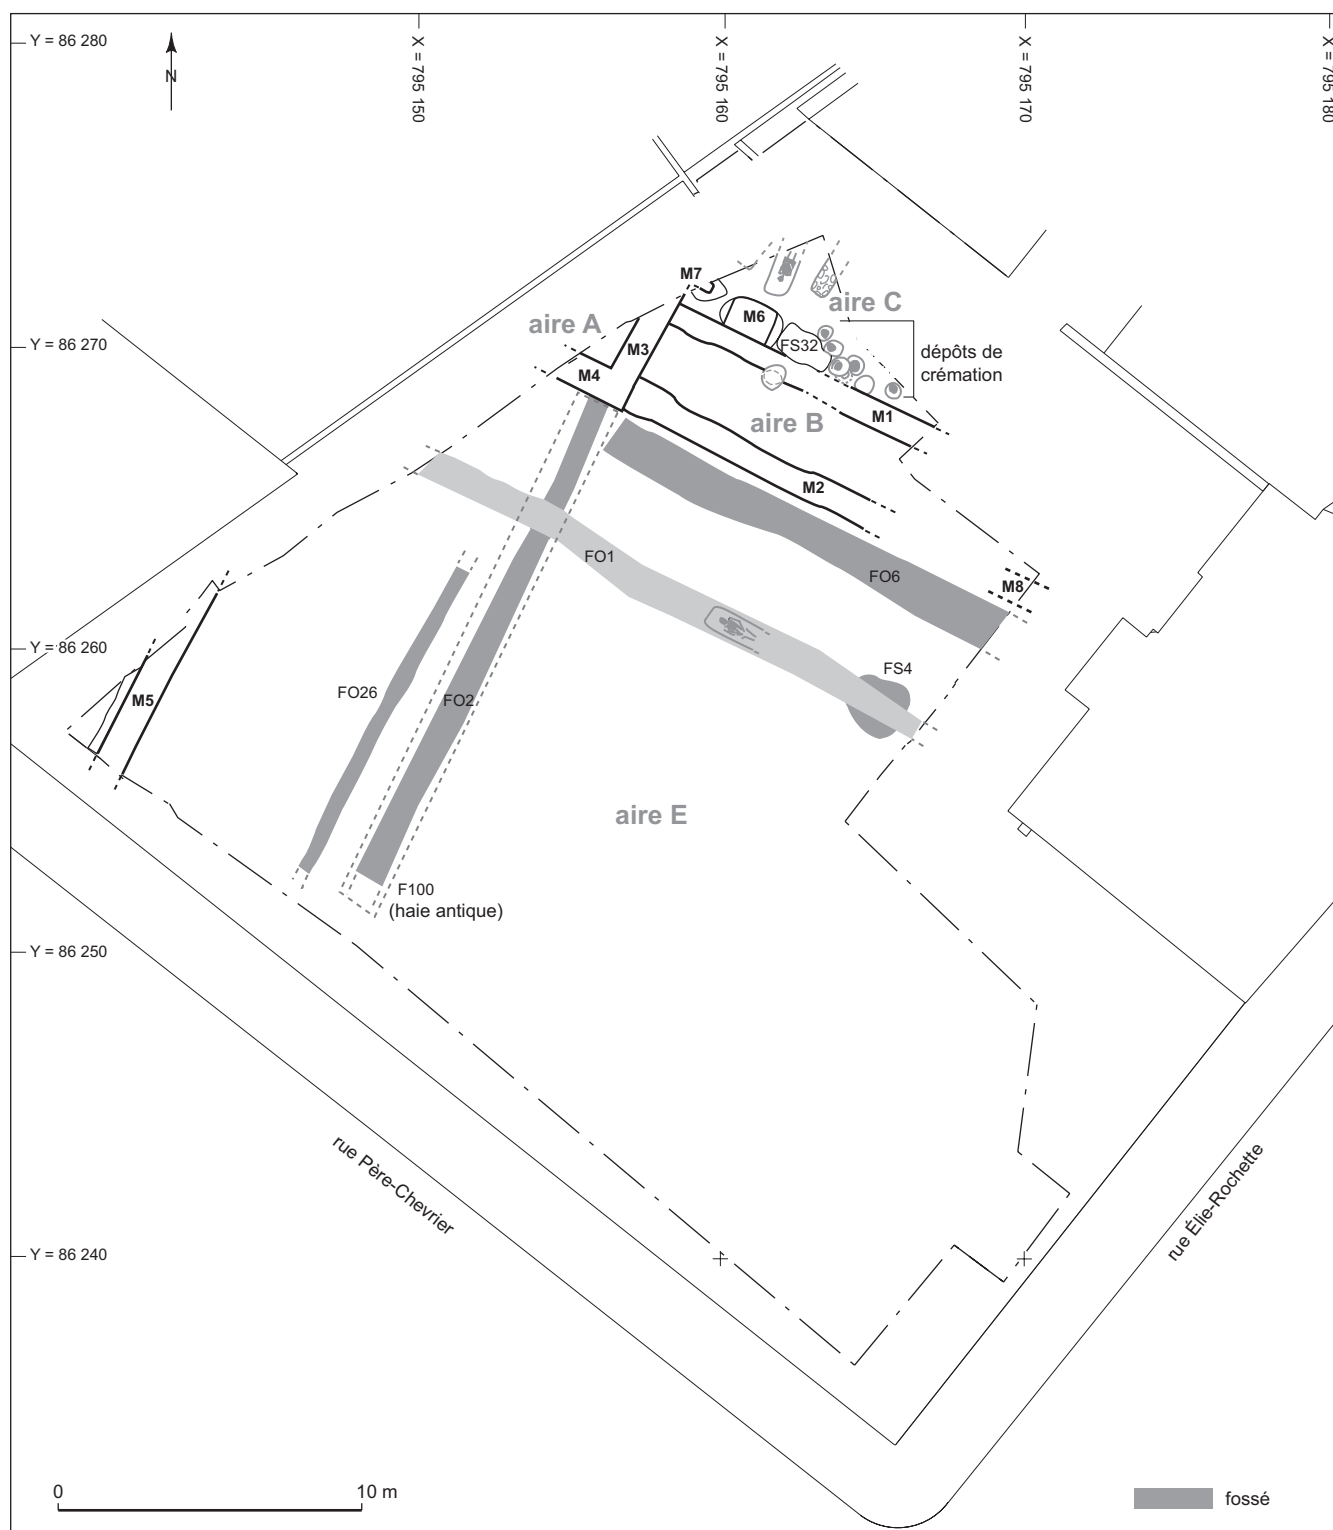 Y = 86 280
X = 795 150
X = 795 160
X = 795 170
X = 795 180
N
M7
aire C
M6
aire A
FS32
M3
Y = 86 270
dépôts de
crémation
M4
M1
aire B
M2
FO1
FO6
M8
Y = 86 260
FS4
FO26
FO2
M5
aire E
F100
(haie antique)
Y = 86 250
rue Père-Chevrier
rue Élie-Rochette
Y = 86 240
0
10 m
fossé